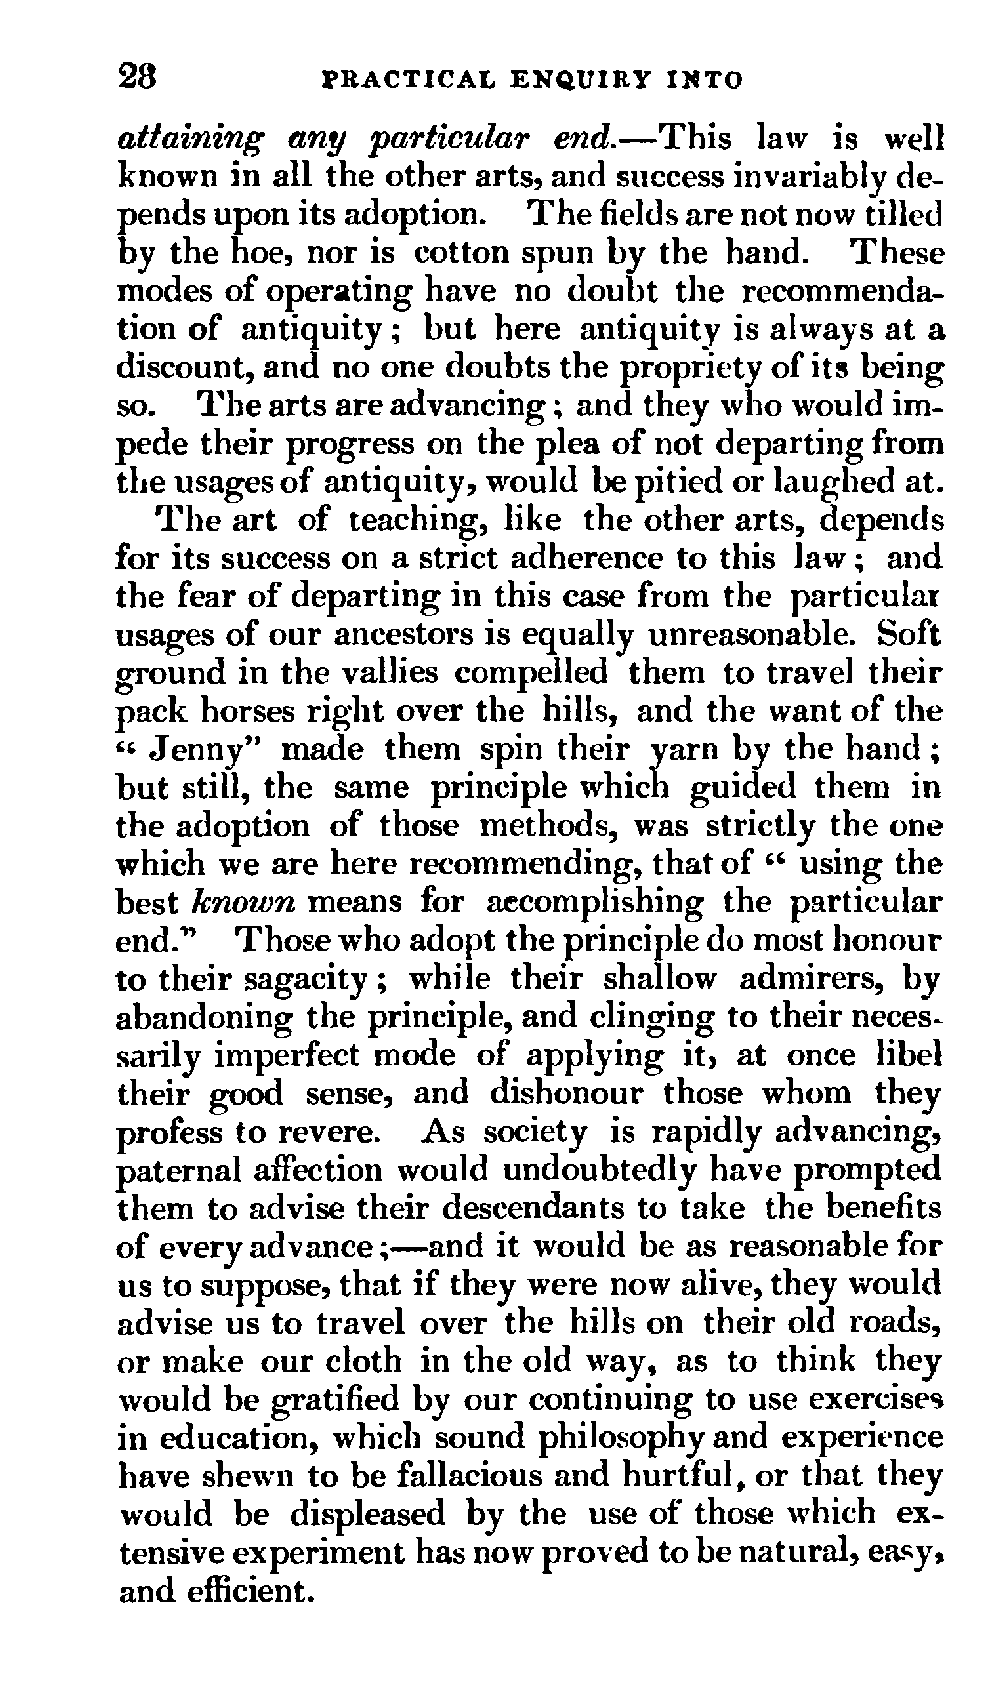 28 PRACTICAL ENQUIRY INTO
attaining any particular end.—This law is well
known in all the other arts, and success invariably de-
pends upon its adoption. The fields are not now tilled
by the hoe, nor is cotton spun by the hand. These
modes of operating have no doubt the recommenda-
tion of antiquity; but here antiquity is always at a
discount, and no one doubts the propriety of its being
so. The arts are advancing; and they who would im-
pede their progress on the plea of not departing from
the usages of antiquity, would be pitied or laughed at.
The art of teaching, like the other arts, depends
for its success on a strict adherence to this law; and
the fear of departing in this case from the particular
usages of our ancestors is equally unreasonable. Soft
ground in the vallies compelled them to travel their
pack horses right over the hills, and the want of the
“ Jenny” made them spin their yarn by the hand;
but still, the same principle which guided them in
the adoption of those methods, was strictly the one
which we are here recommending, that of “ using the
best known means for accomplishing the particular
end.” Those who adopt the principle do most honour
to their sagacity; while their shallow admirers, by
abandoning the principle, and clinging to their neces-
sarily imperfect mode of applying it, at once libel
their good sense, and dishonour those whom they
profess to revere. As society is rapidly advancing,
paternal affection would undoubtedly have prompted
them to advise their descendants to take the benefits
of every advance;—and it would be as reasonable for
us to suppose, that if they were now alive, they would
advise us to travel over the hills on their old roads,
or make our cloth in the old way, as to think they
would be gratified by our continuing to use exercises
in education, which sound philosophy and experience
have shewn to be fallacious and hurtful, or that they
would be displeased by the use of those which ex-
tensive experiment has now proved to be natural, easy,
and efficient.